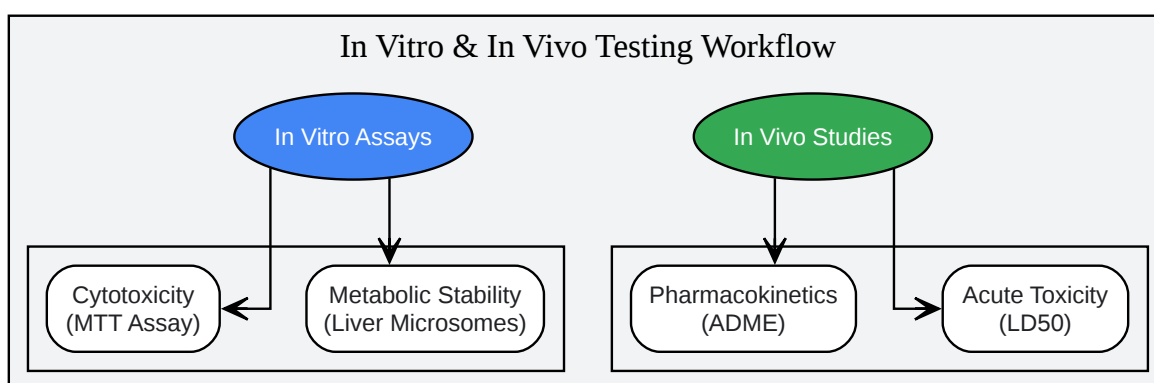 In Vitro & In Vivo Testing Workflow
In Vitro Assays
In Vivo Studies
Cytotoxicity
(MTT Assay)
Metabolic Stability
(Liver Microsomes)
Pharmacokinetics
(ADME)
Acute Toxicity
(LD50)